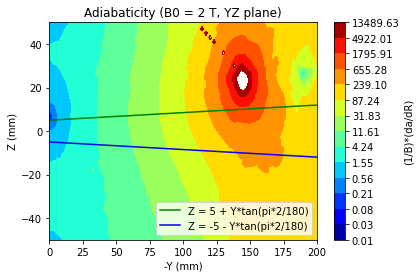 Adiabaticity (B0 = 2 T, YZ plane)
40
20
0
−20
−40
Z (mm)
0 25 50 75 100 125 150 175 200
-Y (mm)
Z = 5 + Y*tan(pi*2/180)
Z = -5 - Y*tan(pi*2/180)
13489.63
4922.01
1795.91
655.28
239.10
87.24
31.83
11.61
4.24
1.55
0.56
0.21
0.08
0.03
0.01
(1/B)*(da/dR)